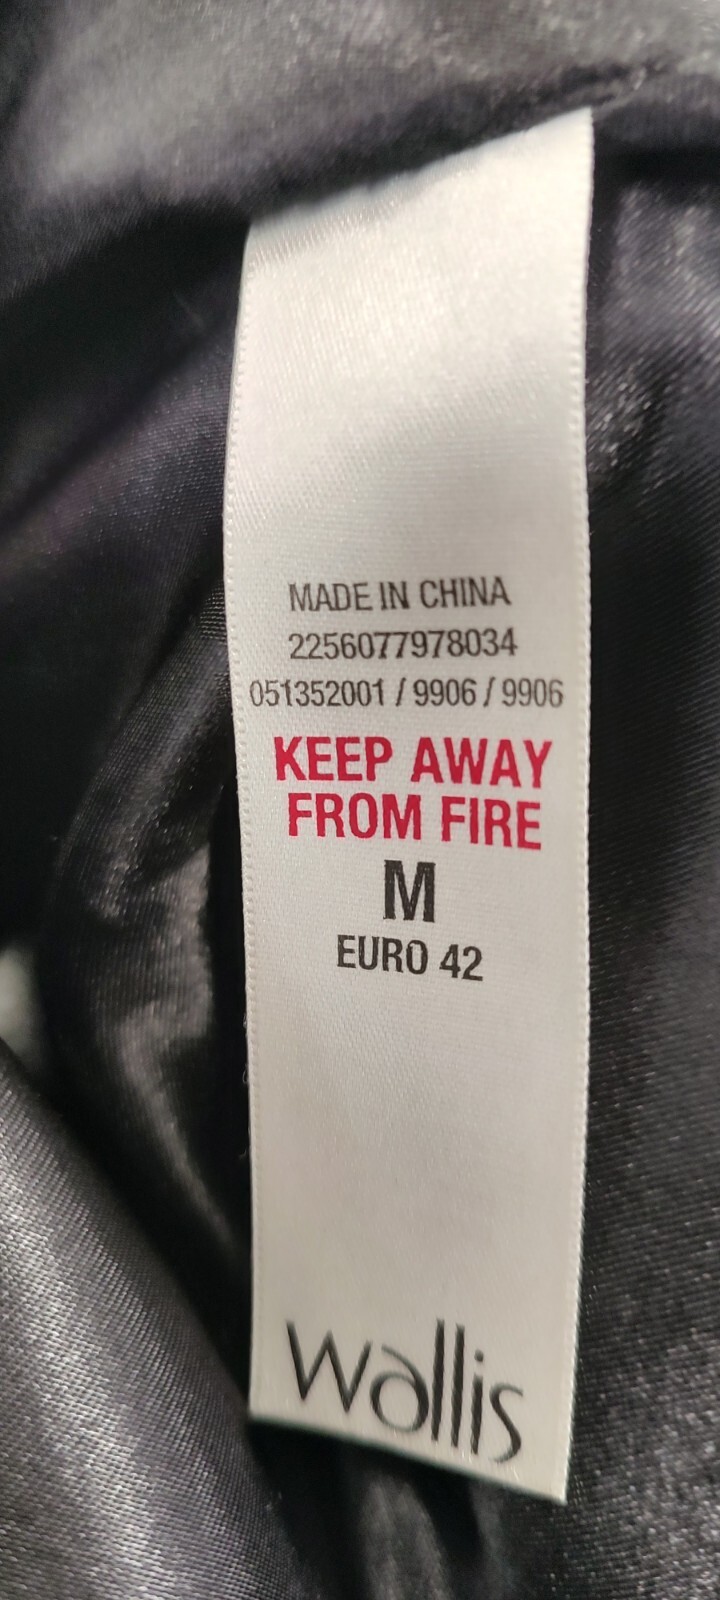 MADE IN CHINA
2256077978034
051352001 / 9906 / 9906
KEEP AWAY
FROM FIRE
M
EURO 42
wallis